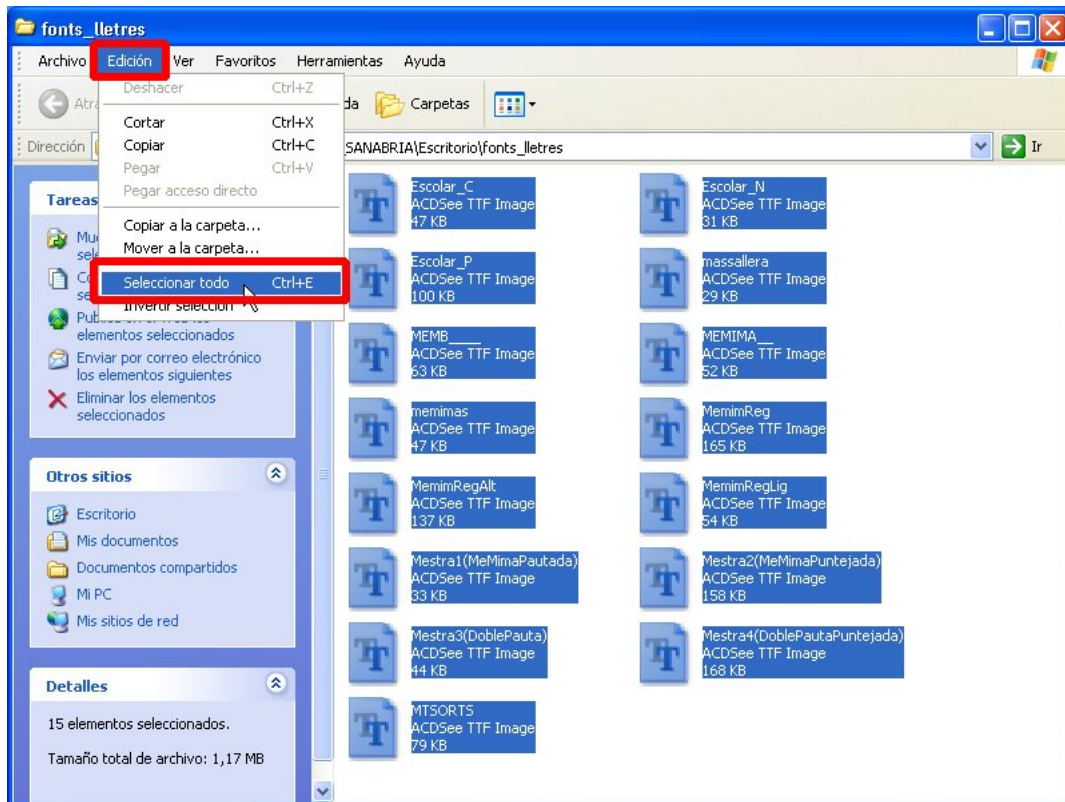 fonts_lletres
Archivo Edición Ver Favoritos Herramientas Ayuda
Deshacer Ctrl+Z
Cortar Ctrl+X
Copiar Ctrl+C
Pegar Ctrl+V
Pegar acceso directo
Copiar a la carpeta...
Mover a la carpeta...
Seleccionar todo Ctrl+E
Invertir selección
Carpetas
Dirección
SANABRIA\Escritorio\fonts_lletres
Ir
Tareas
elementos seleccionados
Enviar por correo electrónico
los elementos siguientes
Eliminar los elementos
seleccionados
Otros sitios
Escritorio
Mis documentos
Documentos compartidos
Mi PC
Mis sitios de red
Detalles
15 elementos seleccionados.
Tamaño total de archivo: 1,17 MB
Escolar_C
ACDSee TTF Image
47 KB
Escolar_N
ACDSee TTF Image
31 KB
Escolar_P
ACDSee TTF Image
100 KB
massallera
ACDSee TTF Image
29 KB
MEMB____
ACDSee TTF Image
63 KB
MEMIMA__
ACDSee TTF Image
52 KB
memimas
ACDSee TTF Image
47 KB
MemimReg
ACDSee TTF Image
165 KB
MemimRegAlt
ACDSee TTF Image
137 KB
MemimRegLig
ACDSee TTF Image
54 KB
Mestra1(MeMimaPautada)
ACDSee TTF Image
33 KB
Mestra2(MeMimaPuntejada)
ACDSee TTF Image
158 KB
Mestra3(DoblePauta)
ACDSee TTF Image
44 KB
Mestra4(DoblePautaPuntejada)
ACDSee TTF Image
168 KB
MTSORTS
ACDSee TTF Image
79 KB